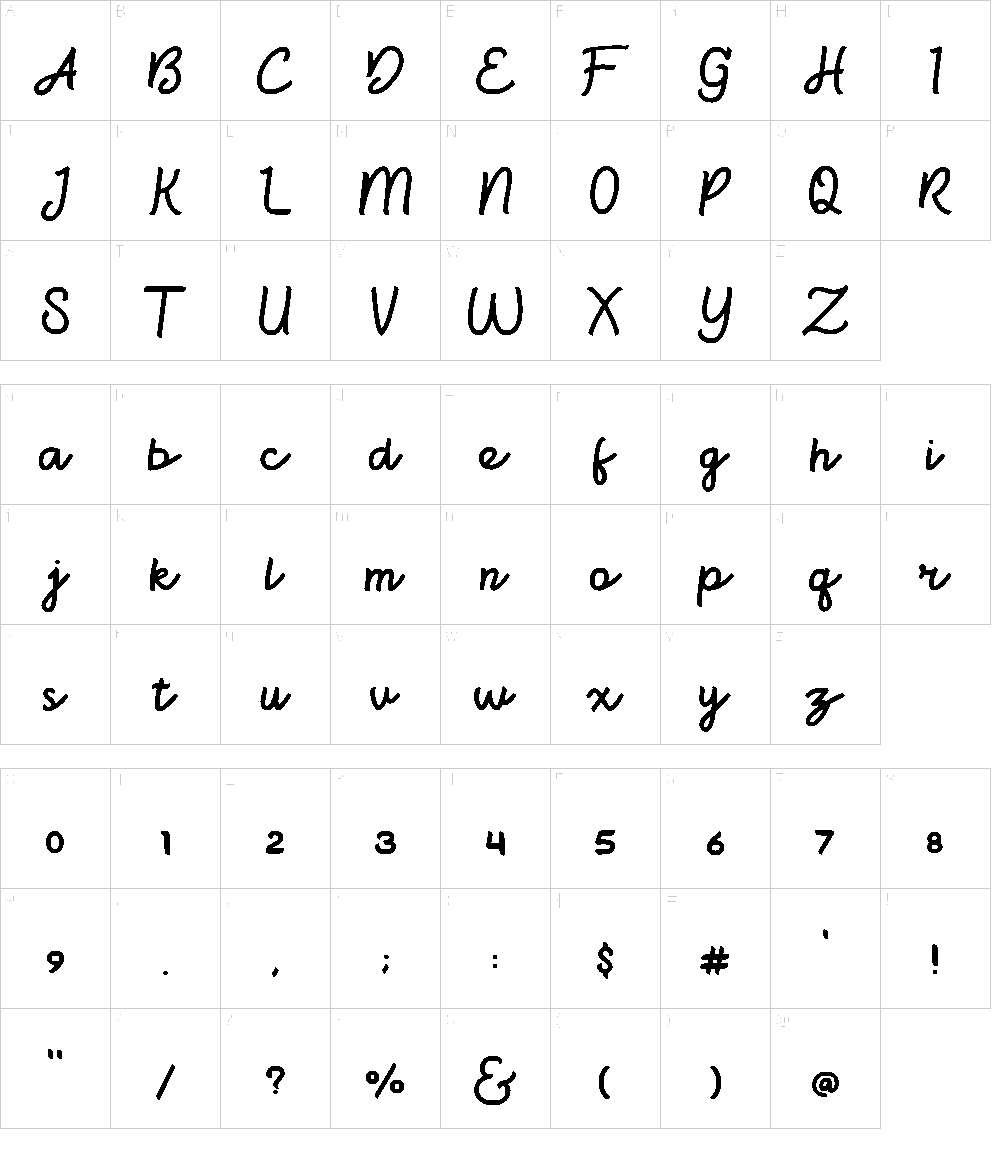 A B C D E F G H I
J K L M N O P Q R
S T U V W X Y Z
a b c d e f g h i
j k l m n o p q r
s t u v w x y z
0 1 2 3 4 5 6 7 8
9 . , ; : $ # ' !
" / ? % & ( ) @